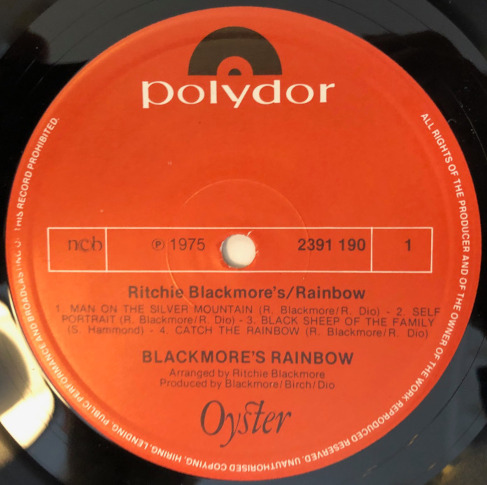 polydor
ncb
℗ 1975
2391 190
1
Ritchie Blackmore's/Rainbow
1. MAN ON THE SILVER MOUNTAIN (R. Blackmore/R. Dio) - 2. SELF
PORTRAIT (R. Blackmore/R. Dio) - 3. BLACK SHEEP OF THE FAMILY
(S. Hammond) - 4. CATCH THE RAINBOW (R. Blackmore/R. Dio)
BLACKMORE'S RAINBOW
Arranged by Ritchie Blackmore
Produced by Blackmore/Birch/Dio
Oyster
ALL RIGHTS OF THE PRODUCER AND OF THE OWNER OF THE WORK REPRODUCED RESERVED. UNAUTHORISED COPYING, HIRING, LENDING, PUBLIC PERFORMANCE AND BROADCASTING OF THIS RECORD PROHIBITED.